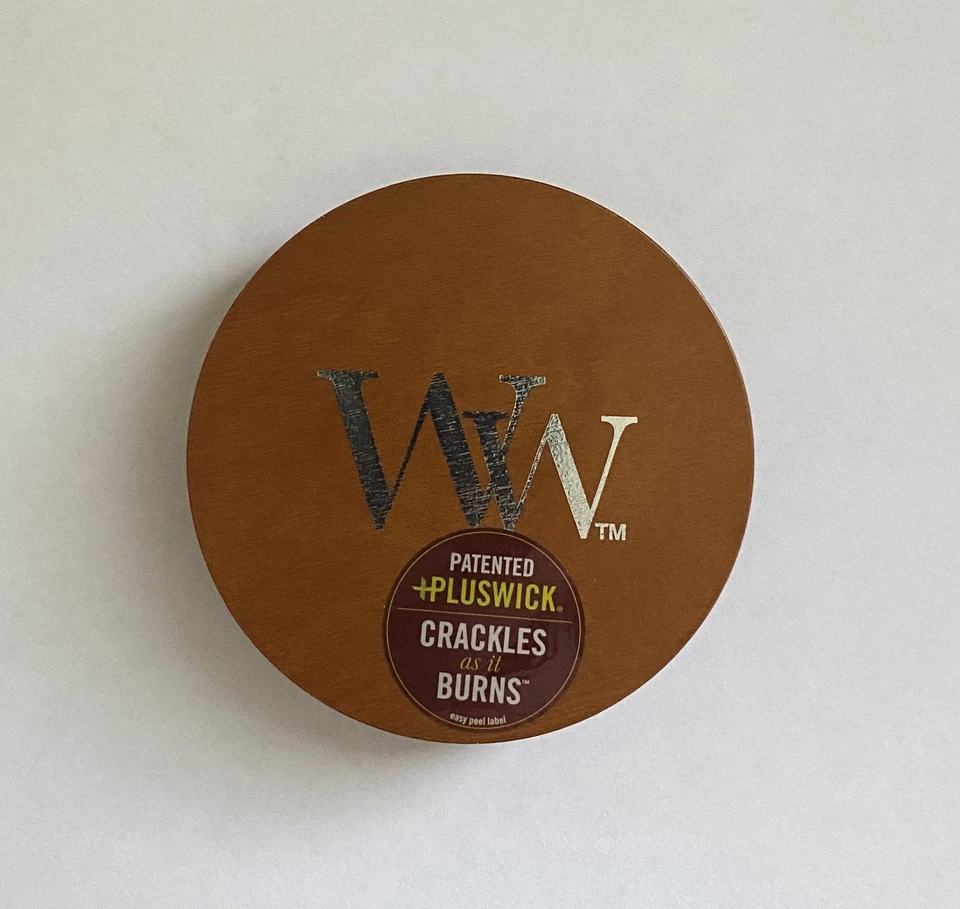 WW™
PATENTED
+PLUSWICK®
CRACKLES
as it
BURNS™
easy peel label